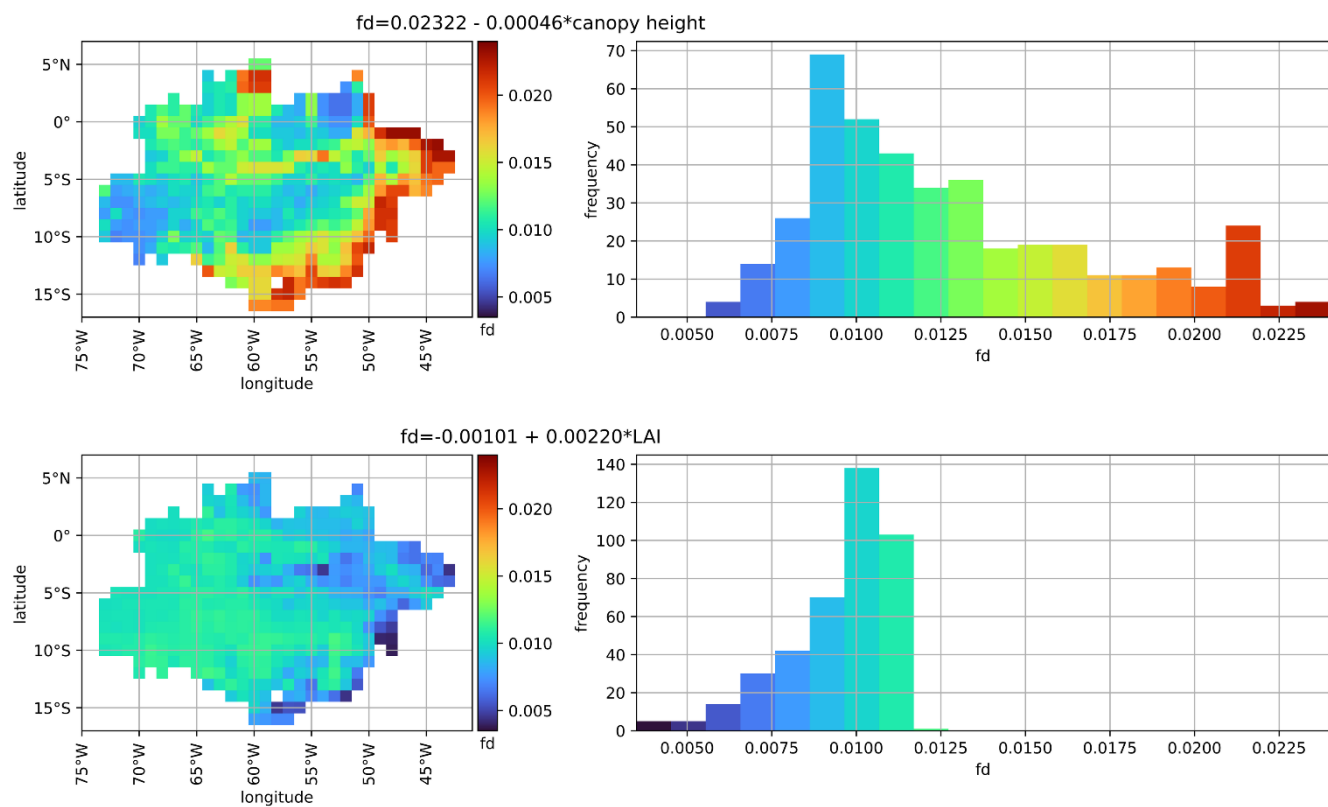 fd=0.02322 - 0.00046*canopy height
5°N
0°
5°S
10°S
15°S
latitude
75°W
70°W
65°W
60°W
55°W
50°W
45°W
longitude
0.020
0.015
0.010
0.005
fd
70
60
50
40
30
20
10
0
frequency
0.0050
0.0075
0.0100
0.0125
0.0150
0.0175
0.0200
0.0225
fd
fd=-0.00101 + 0.00220*LAI
5°N
0°
5°S
10°S
15°S
latitude
75°W
70°W
65°W
60°W
55°W
50°W
45°W
longitude
0.020
0.015
0.010
0.005
fd
140
120
100
80
60
40
20
0
frequency
0.0050
0.0075
0.0100
0.0125
0.0150
0.0175
0.0200
0.0225
fd